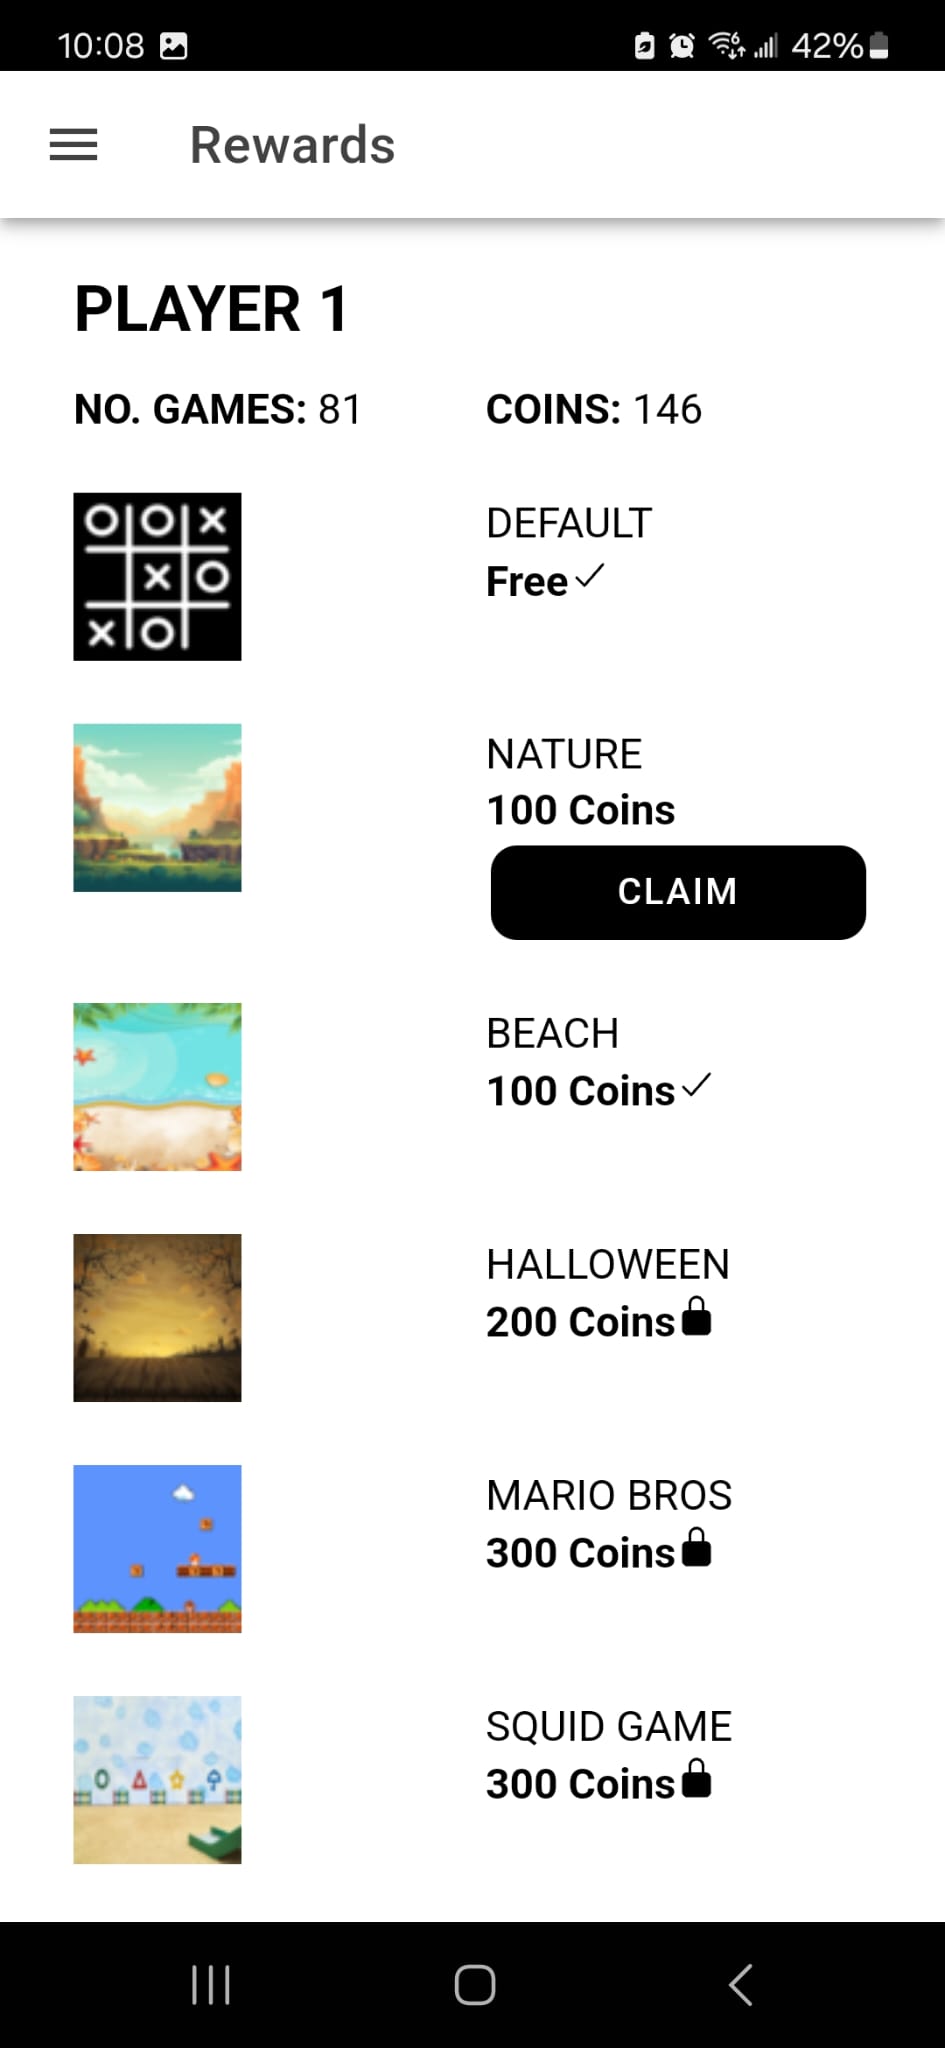 10:08
42%
Rewards
PLAYER 1
NO. GAMES: 81
COINS: 146
DEFAULT
Free
NATURE
100 Coins
CLAIM
BEACH
100 Coins
HALLOWEEN
200 Coins
MARIO BROS
300 Coins
SQUID GAME
300 Coins